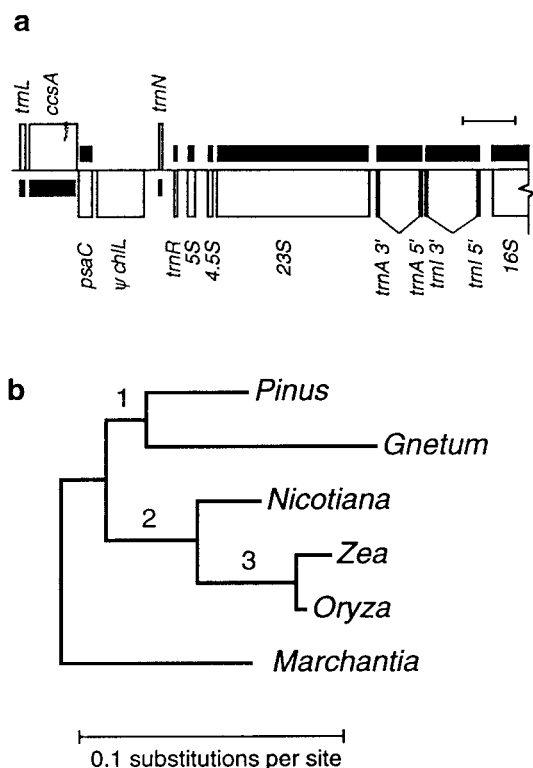 a
trnL
ccsA
trnN
psaC
ψ chlL
trnR
5S
4.5S
23S
trnA 3'
trnA 5'
trnI 3'
trnI 5'
16S
b
1
Pinus
Gnetum
2
Nicotiana
3
Zea
Oryza
Marchantia
0.1 substitutions per site